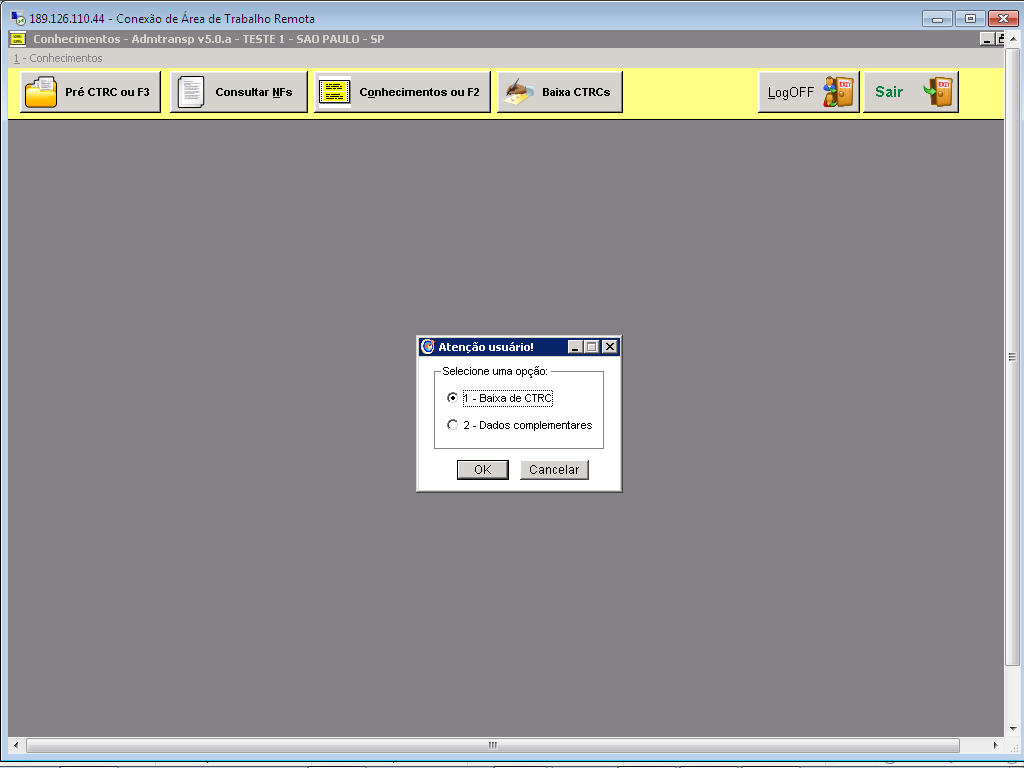 189.126.110.44 - Conexão de Área de Trabalho Remota
Conhecimentos - Admtransp v5.0.a - TESTE 1 - SAO PAULO - SP
1 - Conhecimentos
Pré CTRC ou F3
Consultar NFs
Conhecimentos ou F2
Baixa CTRCs
LogOFF
EXIT
Sair
EXIT
Atenção usuário!
Selecione uma opção:
1 - Baixa de CTRC
2 - Dados complementares
OK
Cancelar